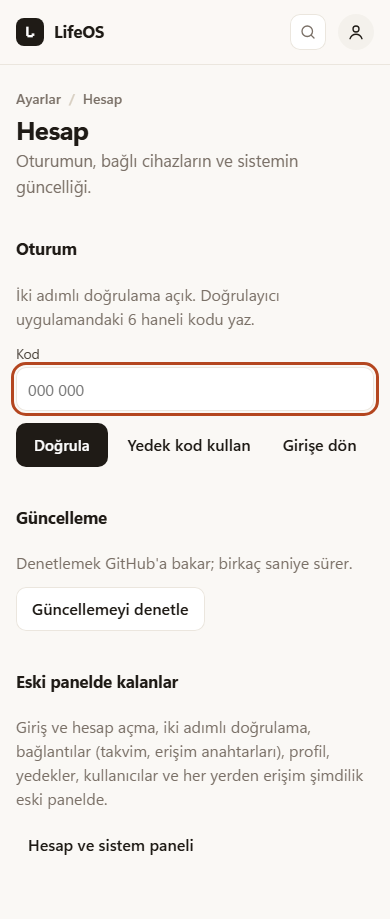 LifeOS
Ayarlar / Hesap
Hesap
Oturumun, bağlı cihazların ve sistemin
güncelliği.
Oturum
İki adımlı doğrulama açık. Doğrulayıcı
uygulamandaki 6 haneli kodu yaz.
Kod
000 000
Doğrula Yedek kod kullan Girişe dön
Güncelleme
Denetlemek GitHub'a bakar; birkaç saniye sürer.
Güncellemeyi denetle
Eski panelde kalanlar
Giriş ve hesap açma, iki adımlı doğrulama,
bağlantılar (takvim, erişim anahtarları), profil,
yedekler, kullanıcılar ve her yerden erişim şimdilik
eski panelde.
Hesap ve sistem paneli